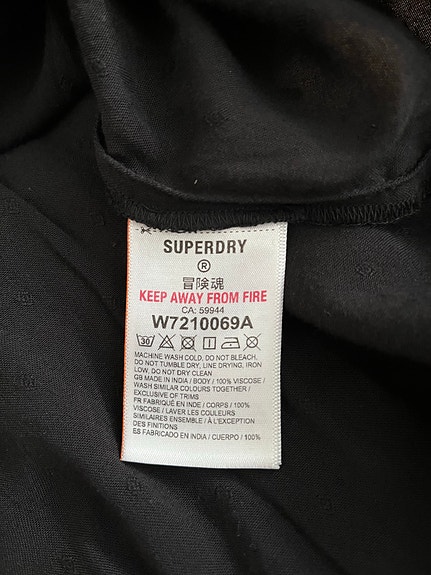 SUPERDRY
®
冒険魂
KEEP AWAY FROM FIRE
CA: 59944
W7210069A
30
MACHINE WASH COLD, DO NOT BLEACH,
DO NOT TUMBLE DRY, LINE DRYING, IRON
LOW, DO NOT DRY CLEAN
GB MADE IN INDIA / BODY / 100% VISCOSE /
WASH SIMILAR COLOURS TOGETHER /
EXCLUSIVE OF TRIMS
FR FABRIQUÉ EN INDE / CORPS / 100%
VISCOSE / LAVER LES COULEURS
SIMILAIRES ENSEMBLE / À L'EXCEPTION
DES FINITIONS
ES FABRICADO EN INDIA / CUERPO / 100%